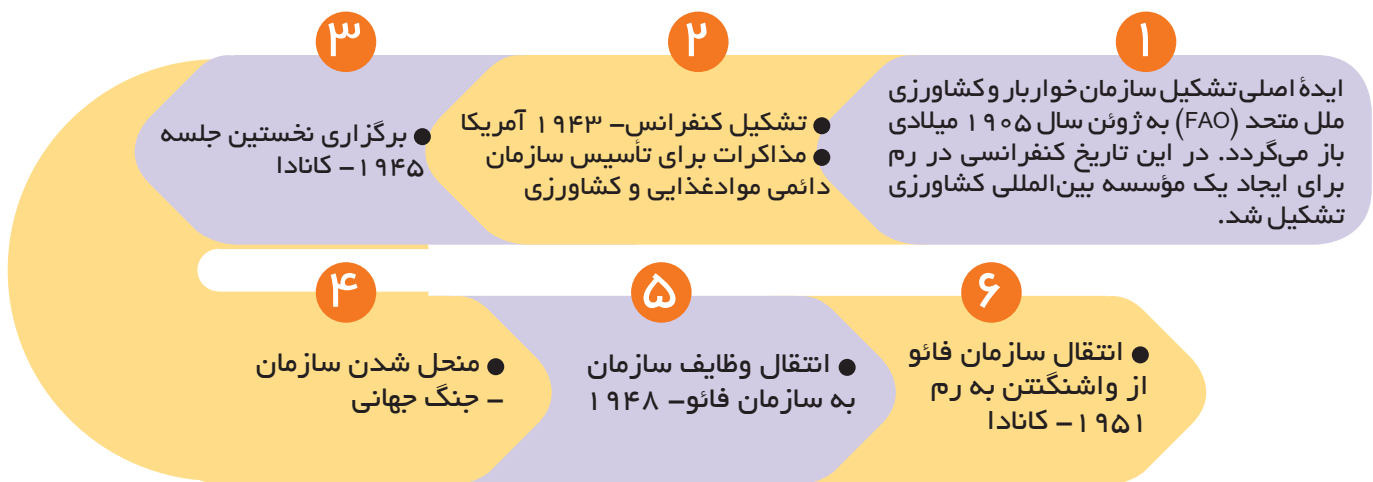 ۱
ایدهٔ اصلی تشکیل سازمان خواربار و کشاورزی
ملل متحد (FAO) به ژوئن سال ۱۹۰۵ میلادی
باز می‌گردد. در این تاریخ کنفرانسی در رم
برای ایجاد یک مؤسسه بین‌المللی کشاورزی
تشکیل شد.
۲
● تشکیل کنفرانس– ۱۹۴۳ آمریکا
● مذاکرات برای تأسیس سازمان
دائمی موادغذایی و کشاورزی
۳
● برگزاری نخستین جلسه
۱۹۴۵– کانادا
۴
● منحل شدن سازمان
– جنگ جهانی
۵
● انتقال وظایف سازمان
به سازمان فائو– ۱۹۴۸
۶
● انتقال سازمان فائو
از واشنگتن به رم
۱۹۵۱– کانادا